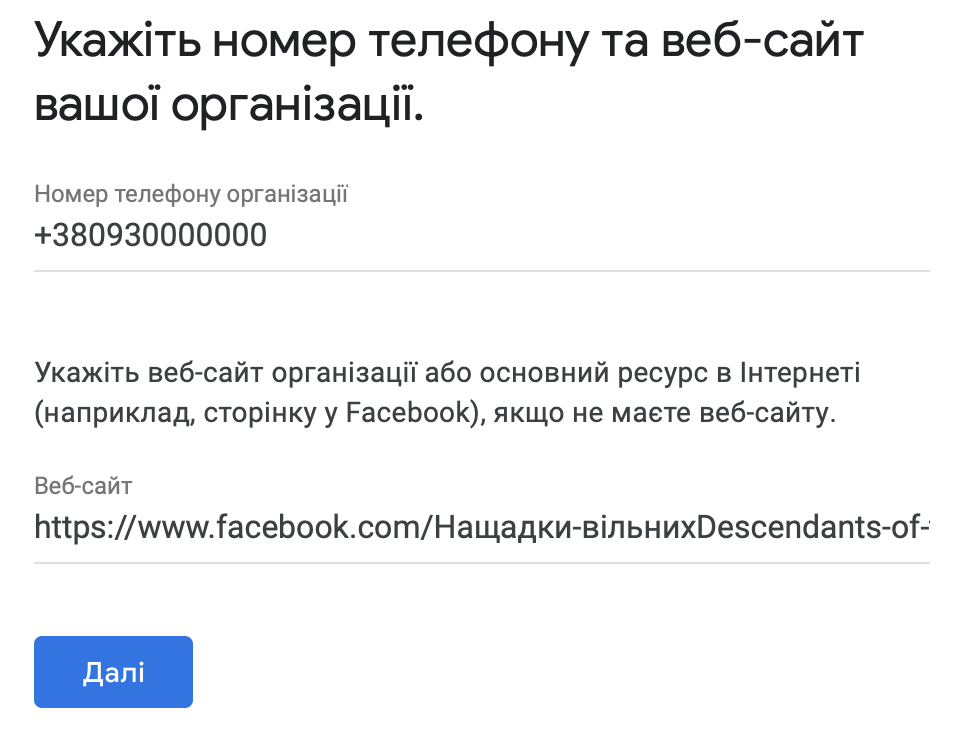 Укажіть номер телефону та веб-сайт
вашої організації.
Номер телефону організації
+380930000000
Укажіть веб-сайт організації або основний ресурс в Інтернеті
(наприклад, сторінку у Facebook), якщо не маєте веб-сайту.
Веб-сайт
https://www.facebook.com/Нащадки-вільнихDescendants-of-
Далі